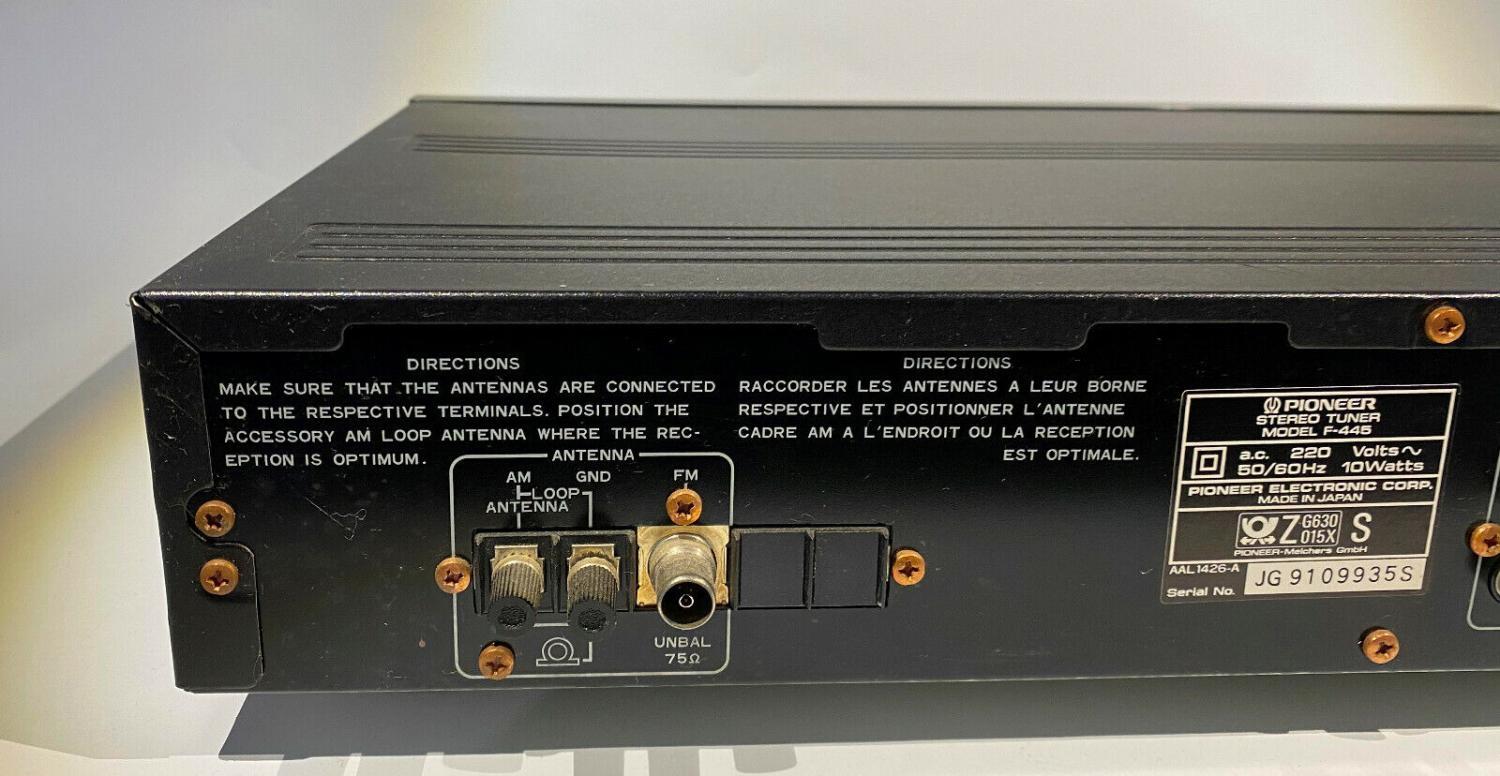 DIRECTIONS
MAKE SURE THAT THE ANTENNAS ARE CONNECTED
TO THE RESPECTIVE TERMINALS. POSITION THE
ACCESSORY AM LOOP ANTENNA WHERE THE REC-
EPTION IS OPTIMUM.
DIRECTIONS
RACCORDER LES ANTENNES A LEUR BORNE
RESPECTIVE ET POSITIONNER L'ANTENNE
CADRE AM A L'ENDROIT OU LA RECEPTION
EST OPTIMALE.
ANTENNA
AM GND FM
LOOP
ANTENNA
UNBAL
75Ω
PIONEER
STEREO TUNER
MODEL F-445
a.c. 220 Volts~
50/60Hz 10Watts
PIONEER ELECTRONIC CORP.
MADE IN JAPAN
Z G630 S
015X
PIONEER-Melchers GmbH
AAL1426-A
Serial No. JG 9109935S